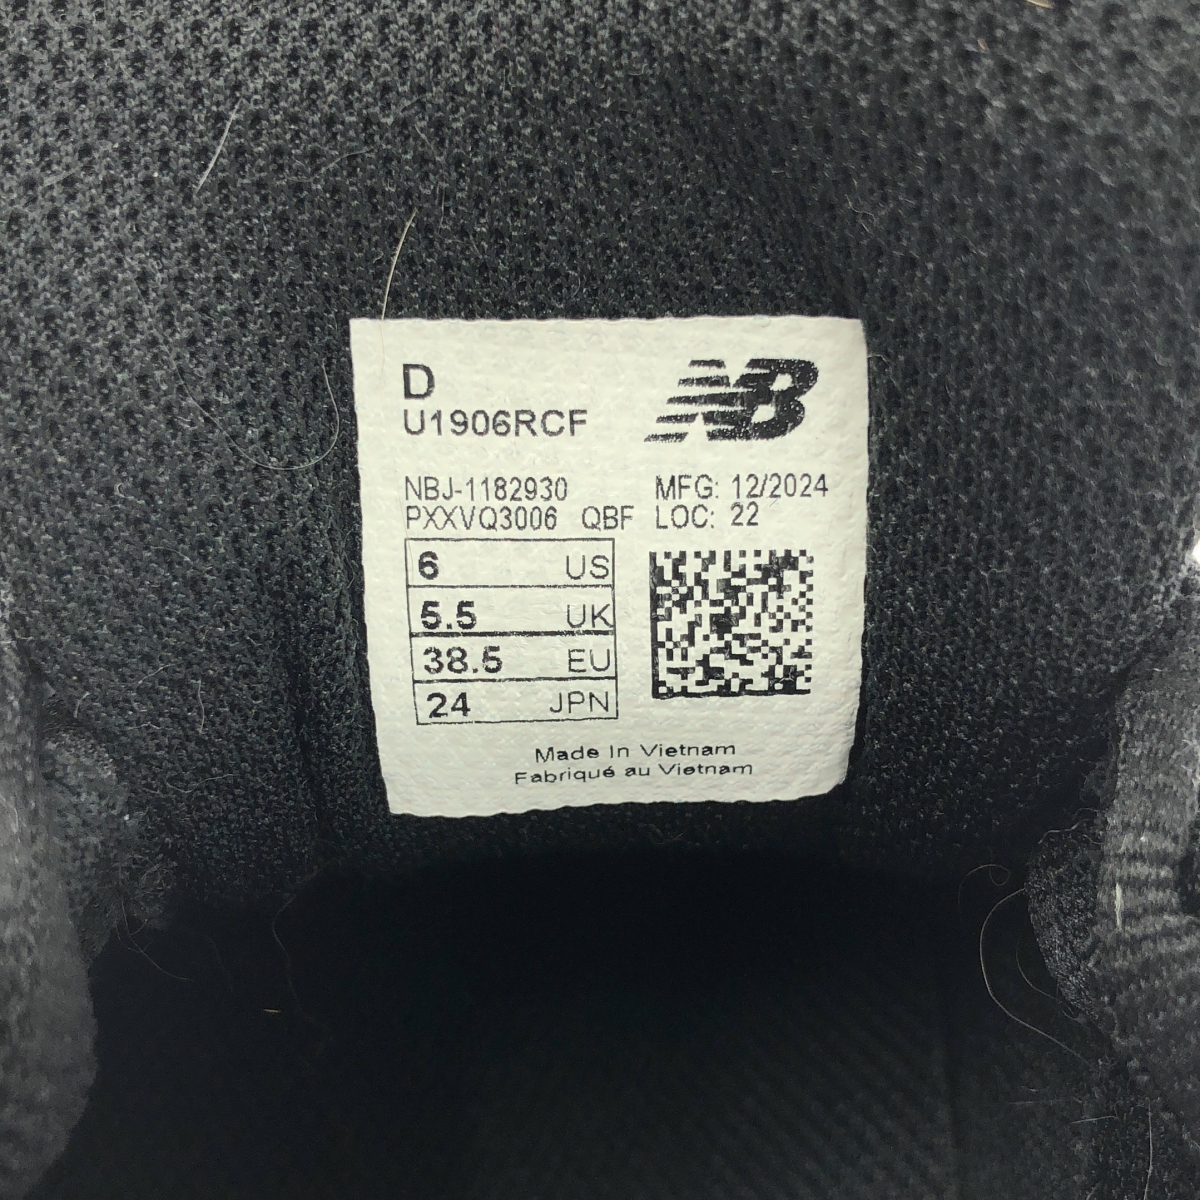 D
U1906RCF
NB
NBJ-1182930 MFG: 12/2024
PXXVQ3006 QBF LOC: 22
6 US
5.5 UK
38.5 EU
24 JPN
Made In Vietnam
Fabriqué au Vietnam